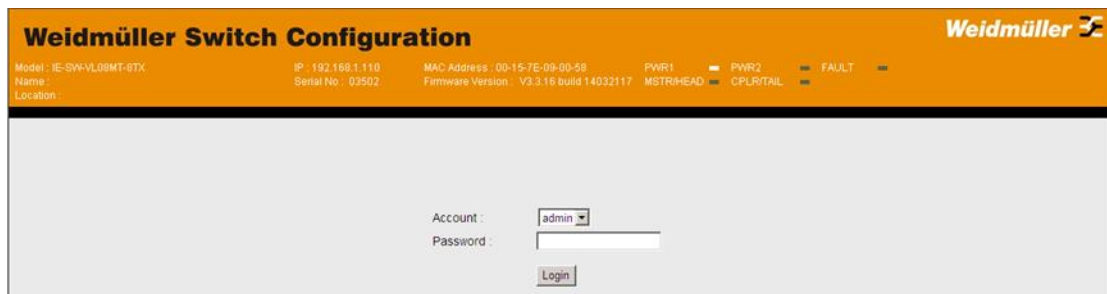 Weidmüller Switch Configuration
Weidmüller
Model : IE-SW-VL08MT-8TX IP : 192.168.1.110 MAC Address : 00-15-7E-09-00-58 PWR1 PWR2 FAULT
Name : Serial No : 03502 Firmware Version : V3.3.16 build 14032117 MSTR/HEAD CPLR/TAIL
Location :
Account : admin
Password :
Login